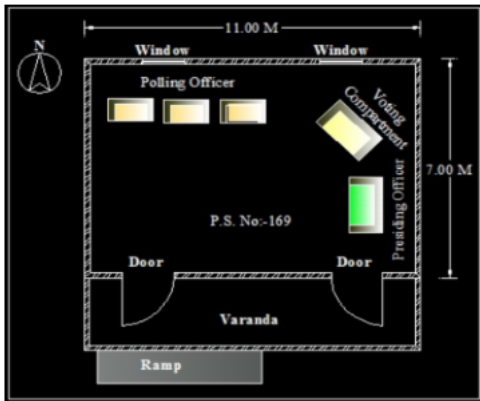 11.00 M
N
Window
Window
Polling Officer
Voting
Compartment
7.00 M
Presiding Officer
P.S. No:-169
Door
Door
Varanda
Ramp